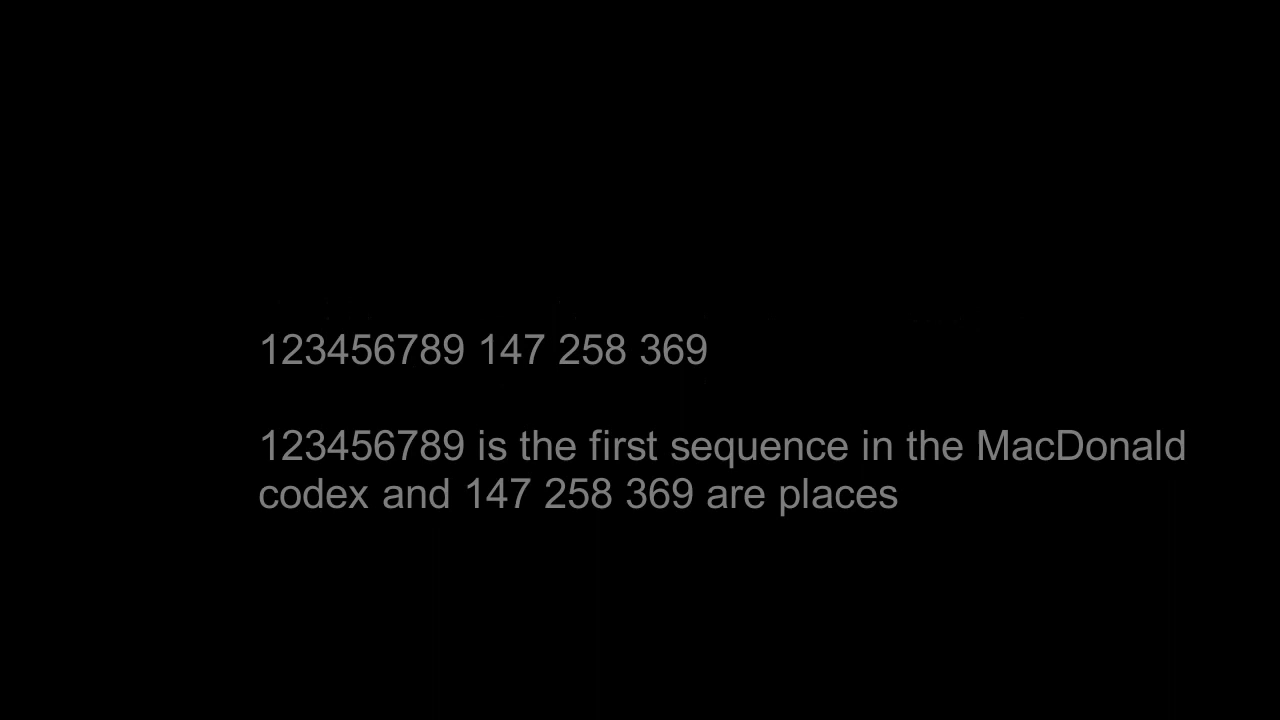 123456789 147 258 369
123456789 is the first sequence in the MacDonald
codex and 147 258 369 are places